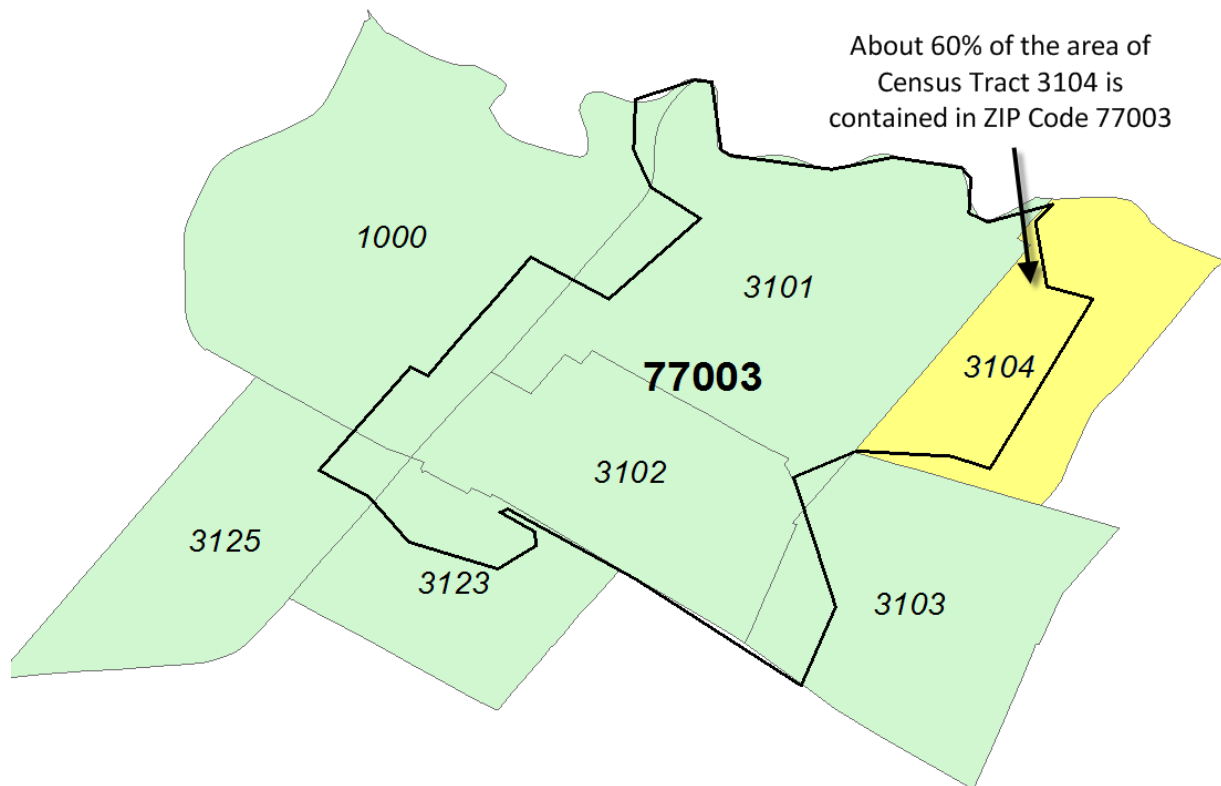 About 60% of the area of
Census Tract 3104 is
contained in ZIP Code 77003
1000
3101
77003
3104
3102
3125
3123
3103